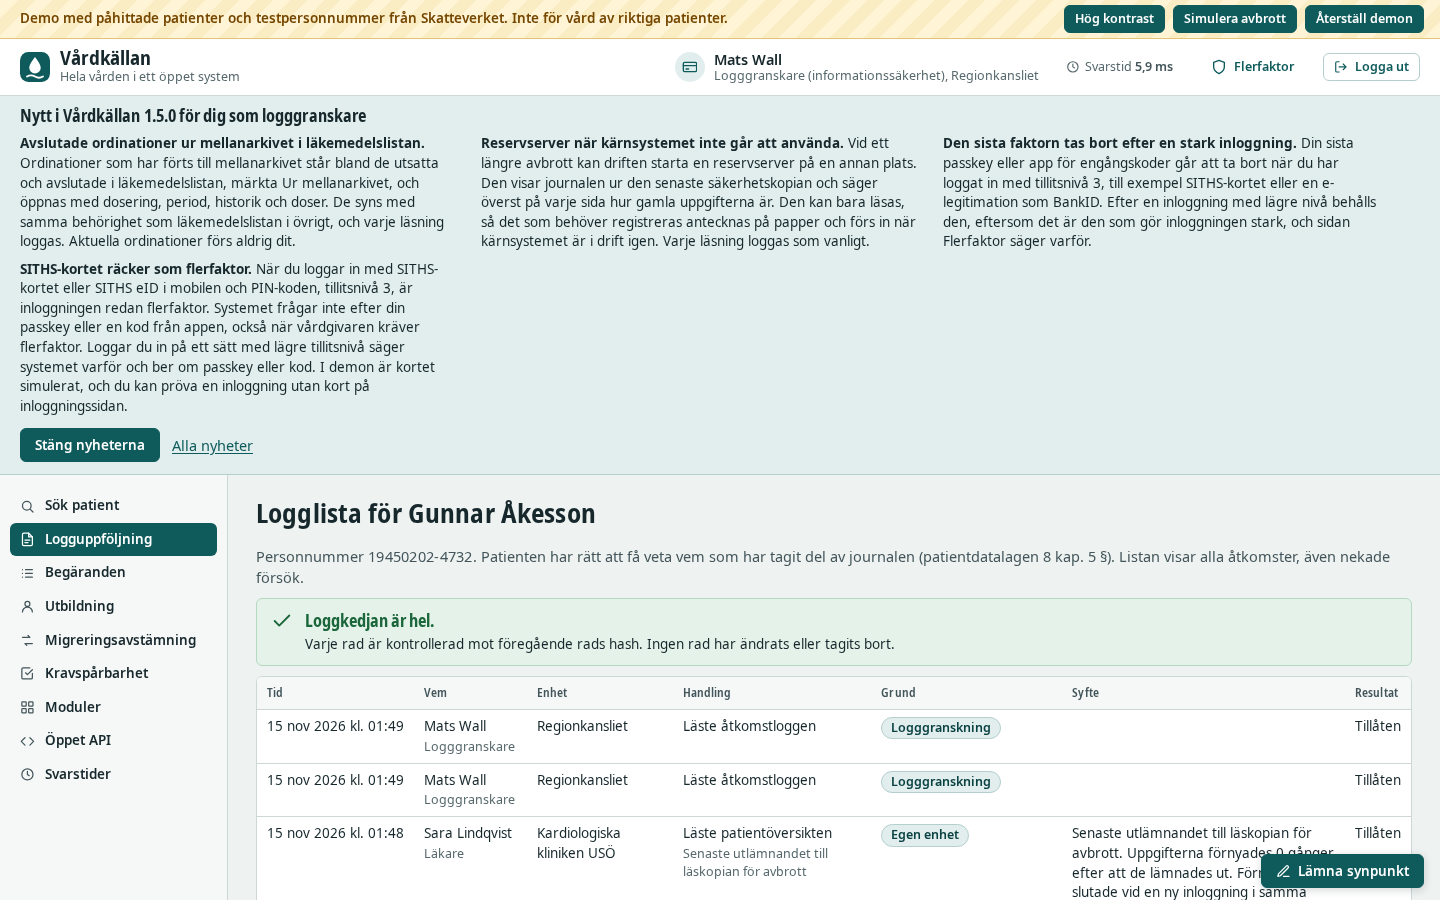 Demo med påhittade patienter och testpersonnummer från Skatteverket. Inte för vård av riktiga patienter.
Hög kontrast
Simulera avbrott
Återställ demon
Vårdkällan
Hela vården i ett öppet system
Mats Wall
Logggranskare (informationssäkerhet), Regionkansliet
Svarstid 5,9 ms
Flerfaktor
Logga ut
Nytt i Vårdkällan 1.5.0 för dig som logggranskare
Avslutade ordinationer ur mellanarkivet i läkemedelslistan.
Ordinationer som har förts till mellanarkivet står bland de utsatta
och avslutade i läkemedelslistan, märkta Ur mellanarkivet, och
öppnas med dosering, period, historik och doser. De syns med
samma behörighet som läkemedelslistan i övrigt, och varje läsning
loggas. Aktuella ordinationer förs aldrig dit.
SITHS-kortet räcker som flerfaktor. När du loggar in med SITHS-
kortet eller SITHS eID i mobilen och PIN-koden, tillitsnivå 3, är
inloggningen redan flerfaktor. Systemet frågar inte efter din
passkey eller en kod från appen, också när vårdgivaren kräver
flerfaktor. Loggar du in på ett sätt med lägre tillitsnivå säger
systemet varför och ber om passkey eller kod. I demon är kortet
simulerat, och du kan pröva en inloggning utan kort på
inloggningssidan.
Reservserver när kärnsystemet inte går att använda. Vid ett
längre avbrott kan driften starta en reservserver på en annan plats.
Den visar journalen ur den senaste säkerhetskopian och säger
överst på varje sida hur gamla uppgifterna är. Den kan bara läsas,
så det som behöver registreras antecknas på papper och förs in när
kärnsystemet är i drift igen. Varje läsning loggas som vanligt.
Den sista faktorn tas bort efter en stark inloggning. Din sista
passkey eller app för engångskoder går att ta bort när du har
loggat in med tillitsnivå 3, till exempel SITHS-kortet eller en e-
legitimation som BankID. Efter en inloggning med lägre nivå behålls
den, eftersom det är den som gör inloggningen stark, och sidan
Flerfaktor säger varför.
Stäng nyheterna
Alla nyheter
Sök patient
Logguppföljning
Begäranden
Utbildning
Migreringsavstämning
Kravspårbarhet
Moduler
Öppet API
Svarstider
Logglista för Gunnar Åkesson
Personnummer 19450202-4732. Patienten har rätt att få veta vem som har tagit del av journalen (patientdatalagen 8 kap. 5 §). Listan visar alla åtkomster, även nekade
försök.
Loggkedjan är hel.
Varje rad är kontrollerad mot föregående rads hash. Ingen rad har ändrats eller tagits bort.
Tid Vem Enhet Handling Grund Syfte Resultat
15 nov 2026 kl. 01:49 Mats Wall Regionkansliet Läste åtkomstloggen Logggranskning Tillåten
Logggranskare
15 nov 2026 kl. 01:49 Mats Wall Regionkansliet Läste åtkomstloggen Logggranskning Tillåten
Logggranskare
15 nov 2026 kl. 01:48 Sara Lindqvist Kardiologiska Läste patientöversikten Egen enhet Senaste utlämnandet till läskopian för Tillåten
Läkare kliniken USÖ Senaste utlämnandet till avbrott. Uppgifterna förnyades 0 gånger
läskopian för avbrott efter att de lämnades ut.
slutade vid en ny inloggning i samma
Lämna synpunkt